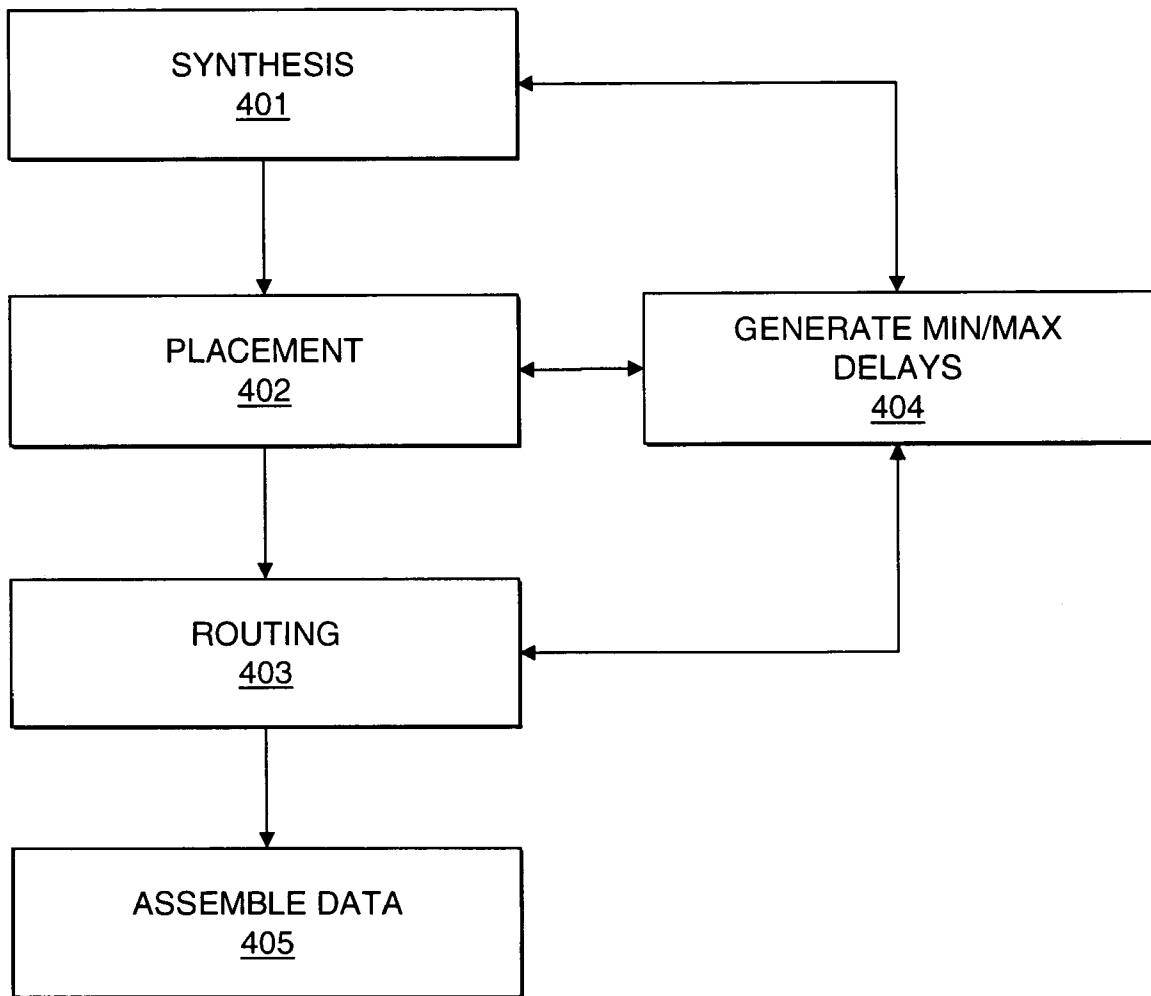 SYNTHESIS
401
PLACEMENT
402
GENERATE MIN/MAX
DELAYS
404
ROUTING
403
ASSEMBLE DATA
405